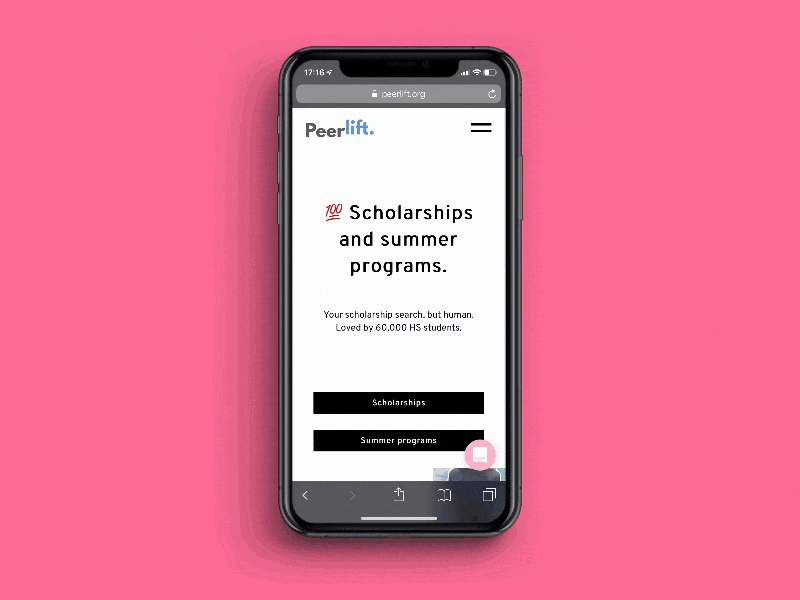 17:16
peerlift.org
Peerlift.
💯 Scholarships
and summer
programs.
Your scholarship search, but human.
Loved by 60,000 HS students.
Scholarships
Summer programs